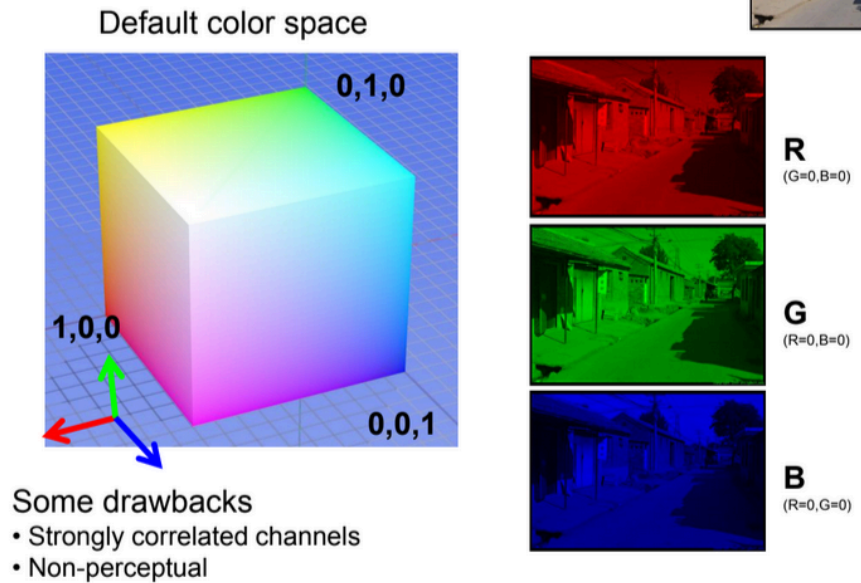 Default color space
0,1,0
1,0,0
0,0,1
R
(G=0,B=0)
G
(R=0,B=0)
B
(R=0,G=0)
Some drawbacks
• Strongly correlated channels
• Non-perceptual